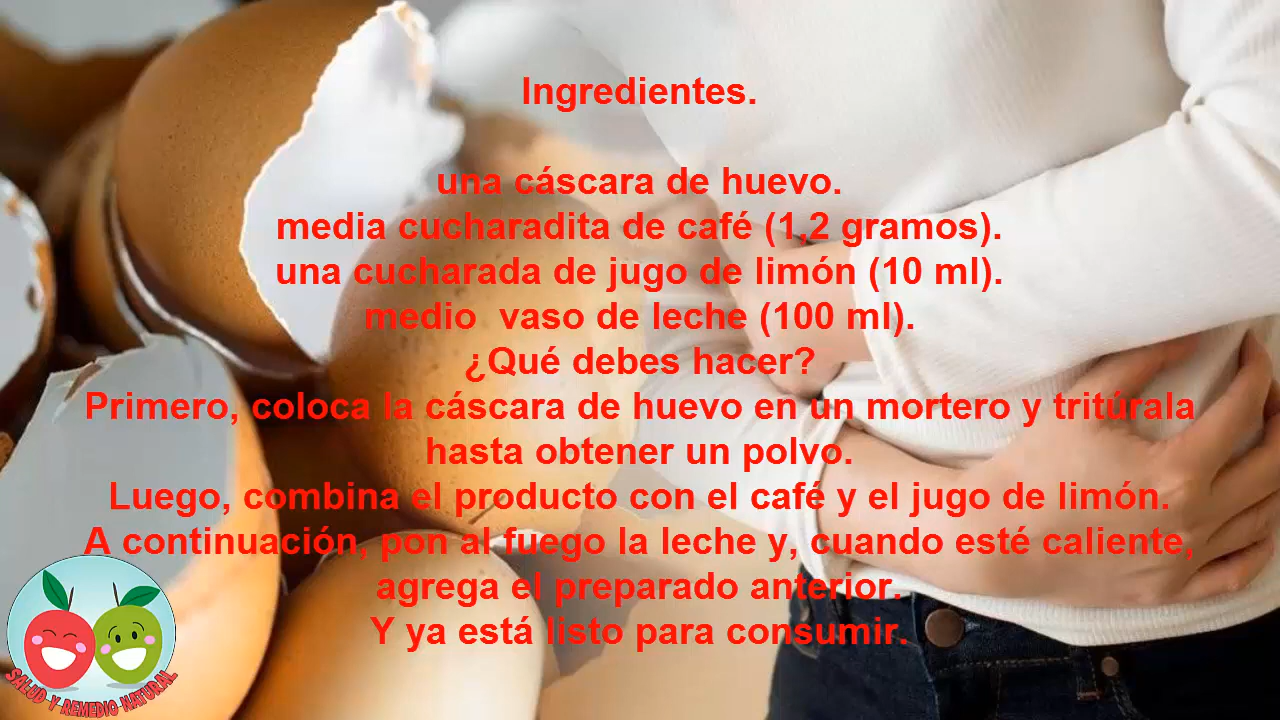 Ingredientes.
una cáscara de huevo.
media cucharadita de café (1,2 gramos).
una cucharada de jugo de limón (10 ml).
medio  vaso de leche (100 ml).
¿Qué debes hacer?
Primero, coloca la cáscara de huevo en un mortero y tritúrala
hasta obtener un polvo.
Luego, combina el producto con el café y el jugo de limón.
A continuación, pon al fuego la leche y, cuando esté caliente,
agrega el preparado anterior.
Y ya está listo para consumir.
SALUD Y REMEDIO NATURAL